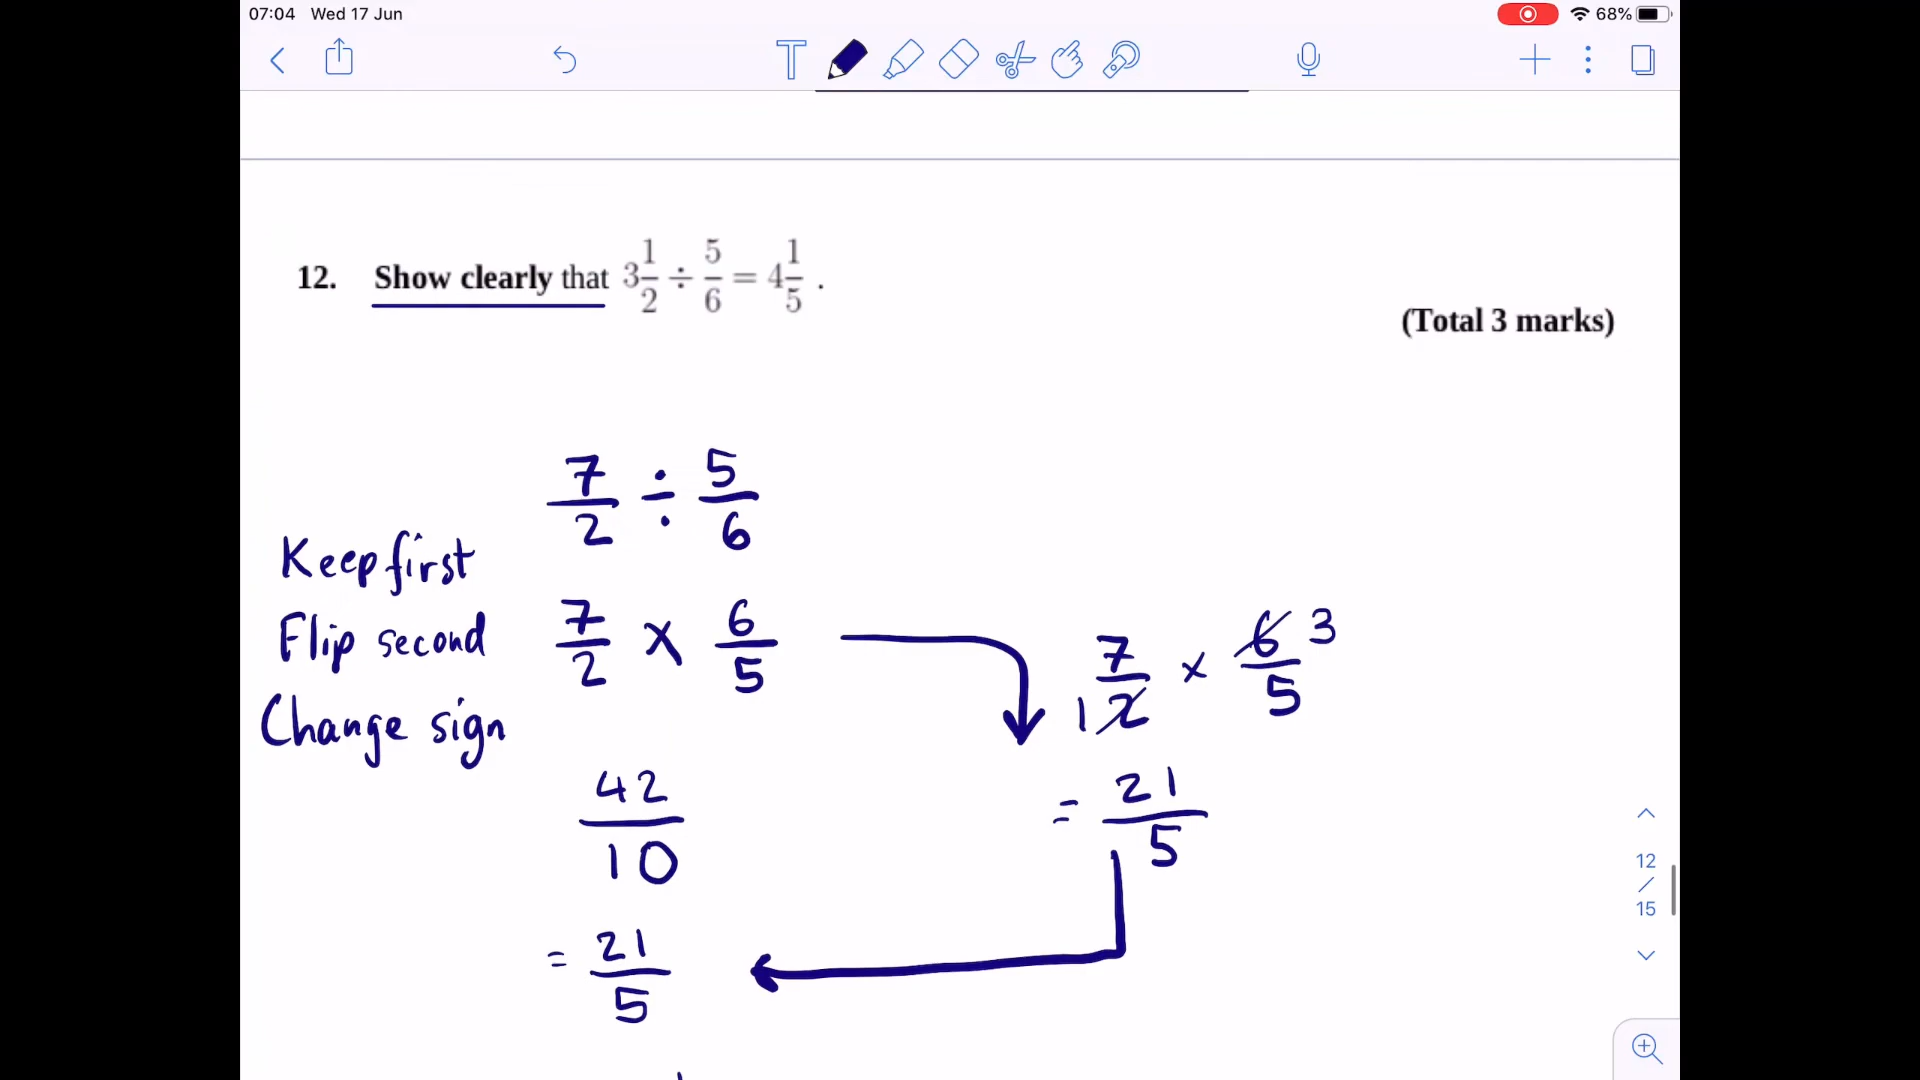 07:04 Wed 17 Jun 68%
12. Show clearly that 3 1/2 ÷ 5/6 = 4 1/5 .
(Total 3 marks)
7/2 ÷ 5/6
Keep first
Flip second 7/2 × 6/5
Change sign
7/2 1 × 6/5 3
42/10
= 21/5
= 21/5
12
/
15